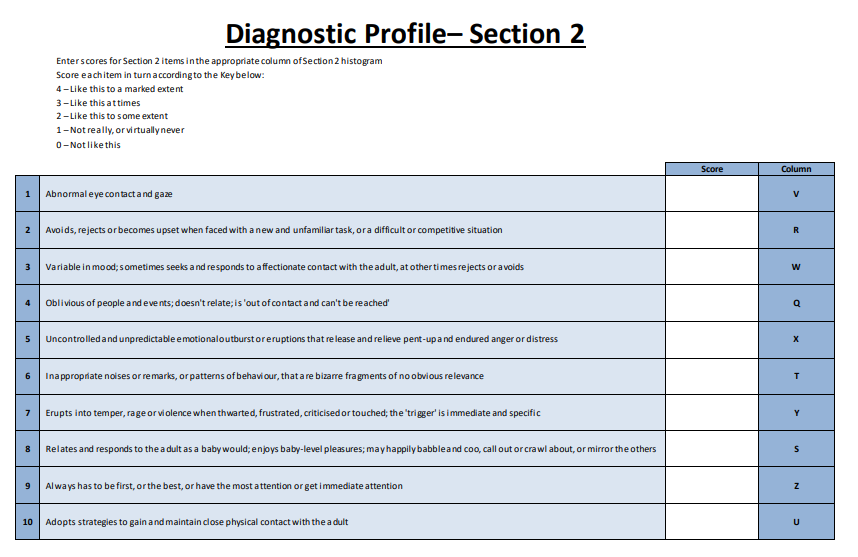 Diagnostic Profile– Section 2
Enter scores for Section 2 items in the appropriate column of Section 2 histogram
Score each item in turn according to the Key below:
4 – Like this to a marked extent
3 – Like this at times
2 – Like this to some extent
1 – Not really, or virtually never
0 – Not like this
Score Column
1 Abnormal eye contact and gaze V
2 Avoids, rejects or becomes upset when faced with a new and unfamiliar task, or a difficult or competitive situation R
3 Variable in mood; sometimes seeks and responds to affectionate contact with the adult, at other times rejects or avoids W
4 Oblivious of people and events; doesn't relate; is 'out of contact and can't be reached' Q
5 Uncontrolled and unpredictable emotional outburst or eruptions that release and relieve pent-up and endured anger or distress X
6 Inappropriate noises or remarks, or patterns of behaviour, that are bizarre fragments of no obvious relevance T
7 Erupts into temper, rage or violence when thwarted, frustrated, criticised or touched; the 'trigger' is immediate and specific Y
8 Relates and responds to the adult as a baby would; enjoys baby-level pleasures; may happily babble and coo, call out or crawl about, or mirror the others S
9 Always has to be first, or the best, or have the most attention or get immediate attention Z
10 Adopts strategies to gain and maintain close physical contact with the adult U